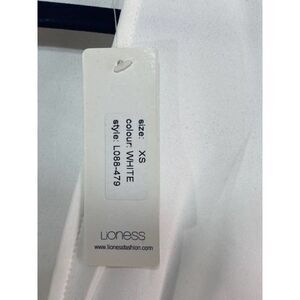 size: XS
colour: WHITE
style: L088-479
LIONESS
www.lionessfashion.com